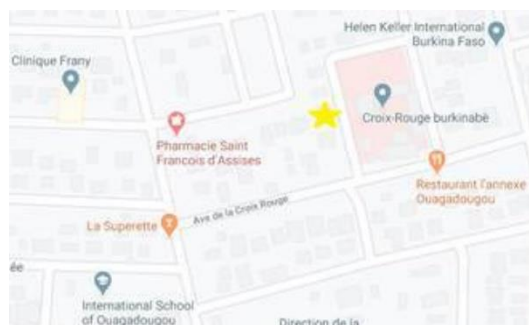 Helen Keller International
Burkina Faso
Clinique Frany
Croix-Rouge burkinabè
Pharmacie Saint
Francois d'Assises
Restaurant l'annexe
Ouagadougou
Ave de la Croix Rouge
La Superette
ée
International School
of Ouagadougou
Direction de la